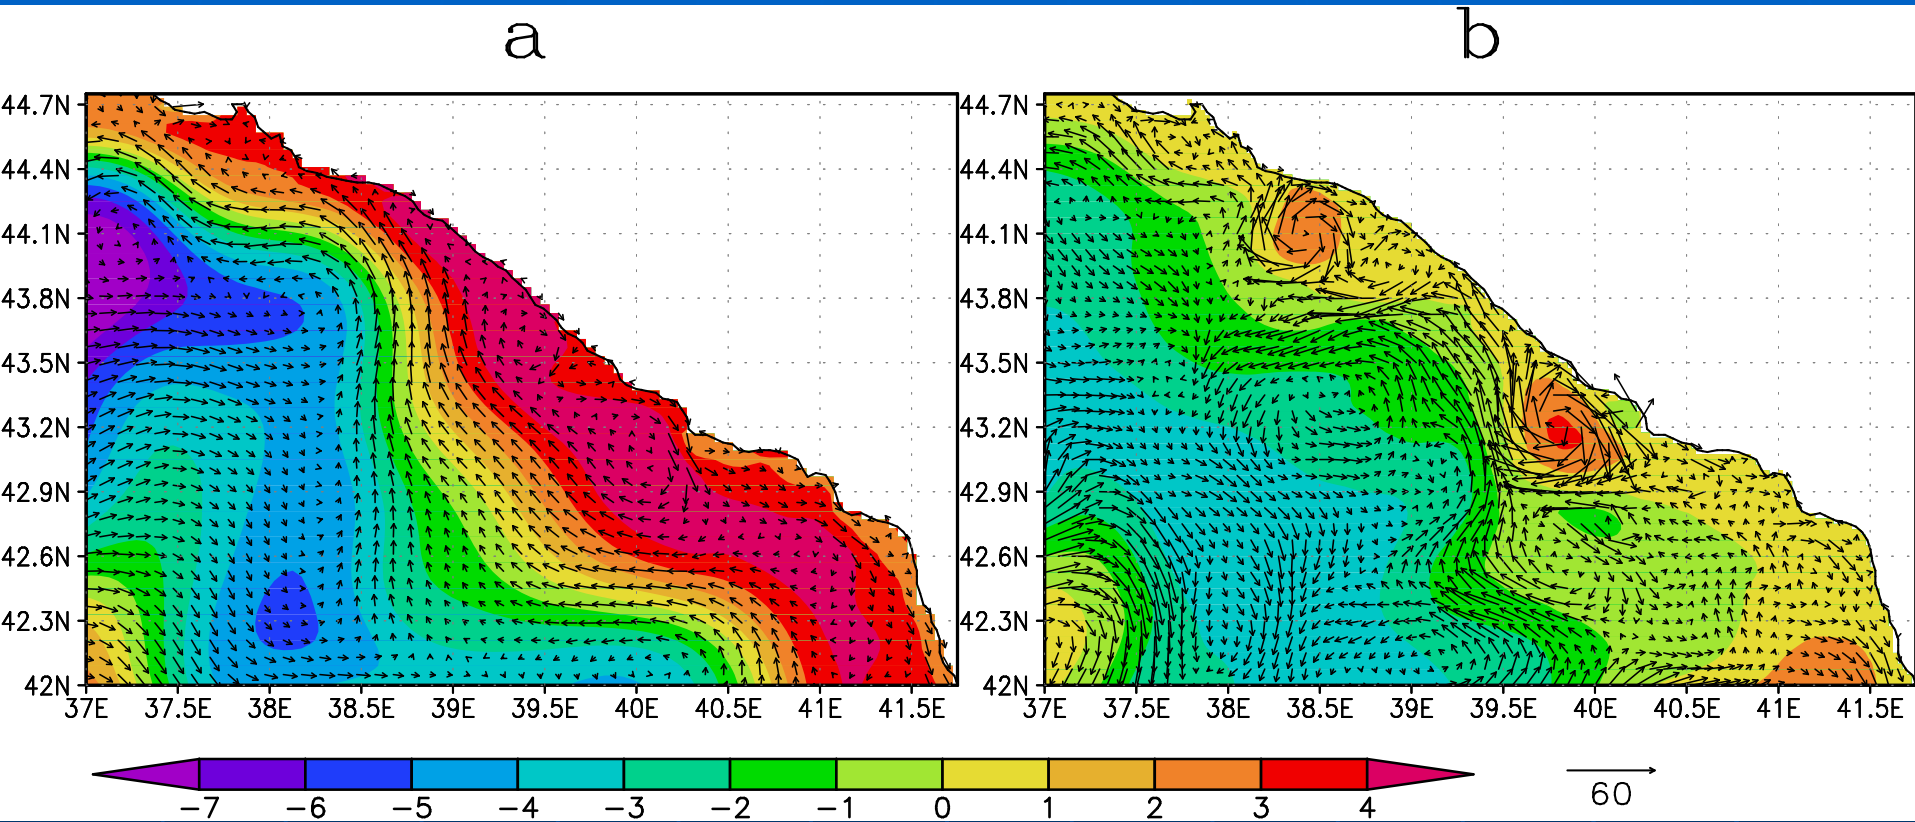 a b
44.7N 44.7N
44.4N 44.4N
44.1N 44.1N
43.8N 43.8N
43.5N 43.5N
43.2N 43.2N
42.9N 42.9N
42.6N 42.6N
42.3N 42.3N
42N 42N
37E 37.5E 38E 38.5E 39E 39.5E 40E 40.5E 41E 41.5E 37E 37.5E 38E 38.5E 39E 39.5E 40E 40.5E 41E 41.5E
−7 −6 −5 −4 −3 −2 −1 0 1 2 3 4 60